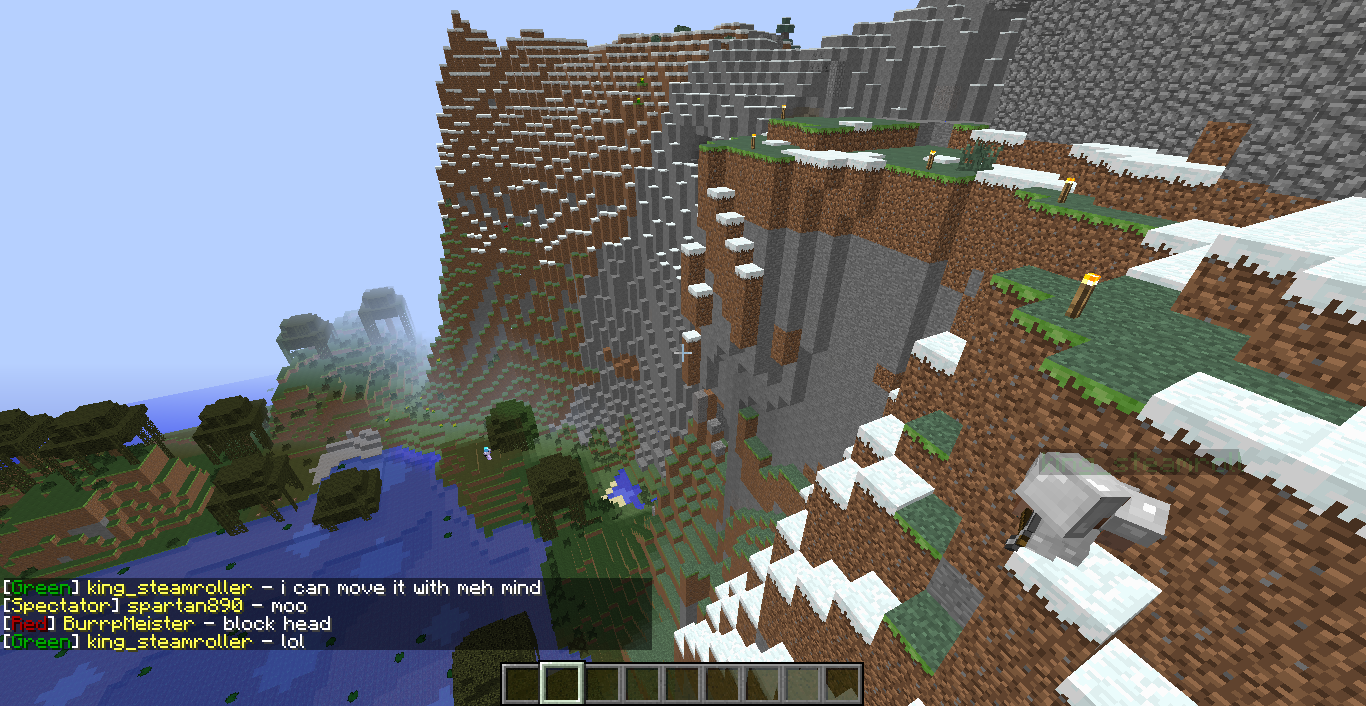 [Green] king_steamroller - i can move it with meh mind
[Spectator] spartan890 - moo
[Red] BurrpMeister - block head
[Green] king_steamroller - lol